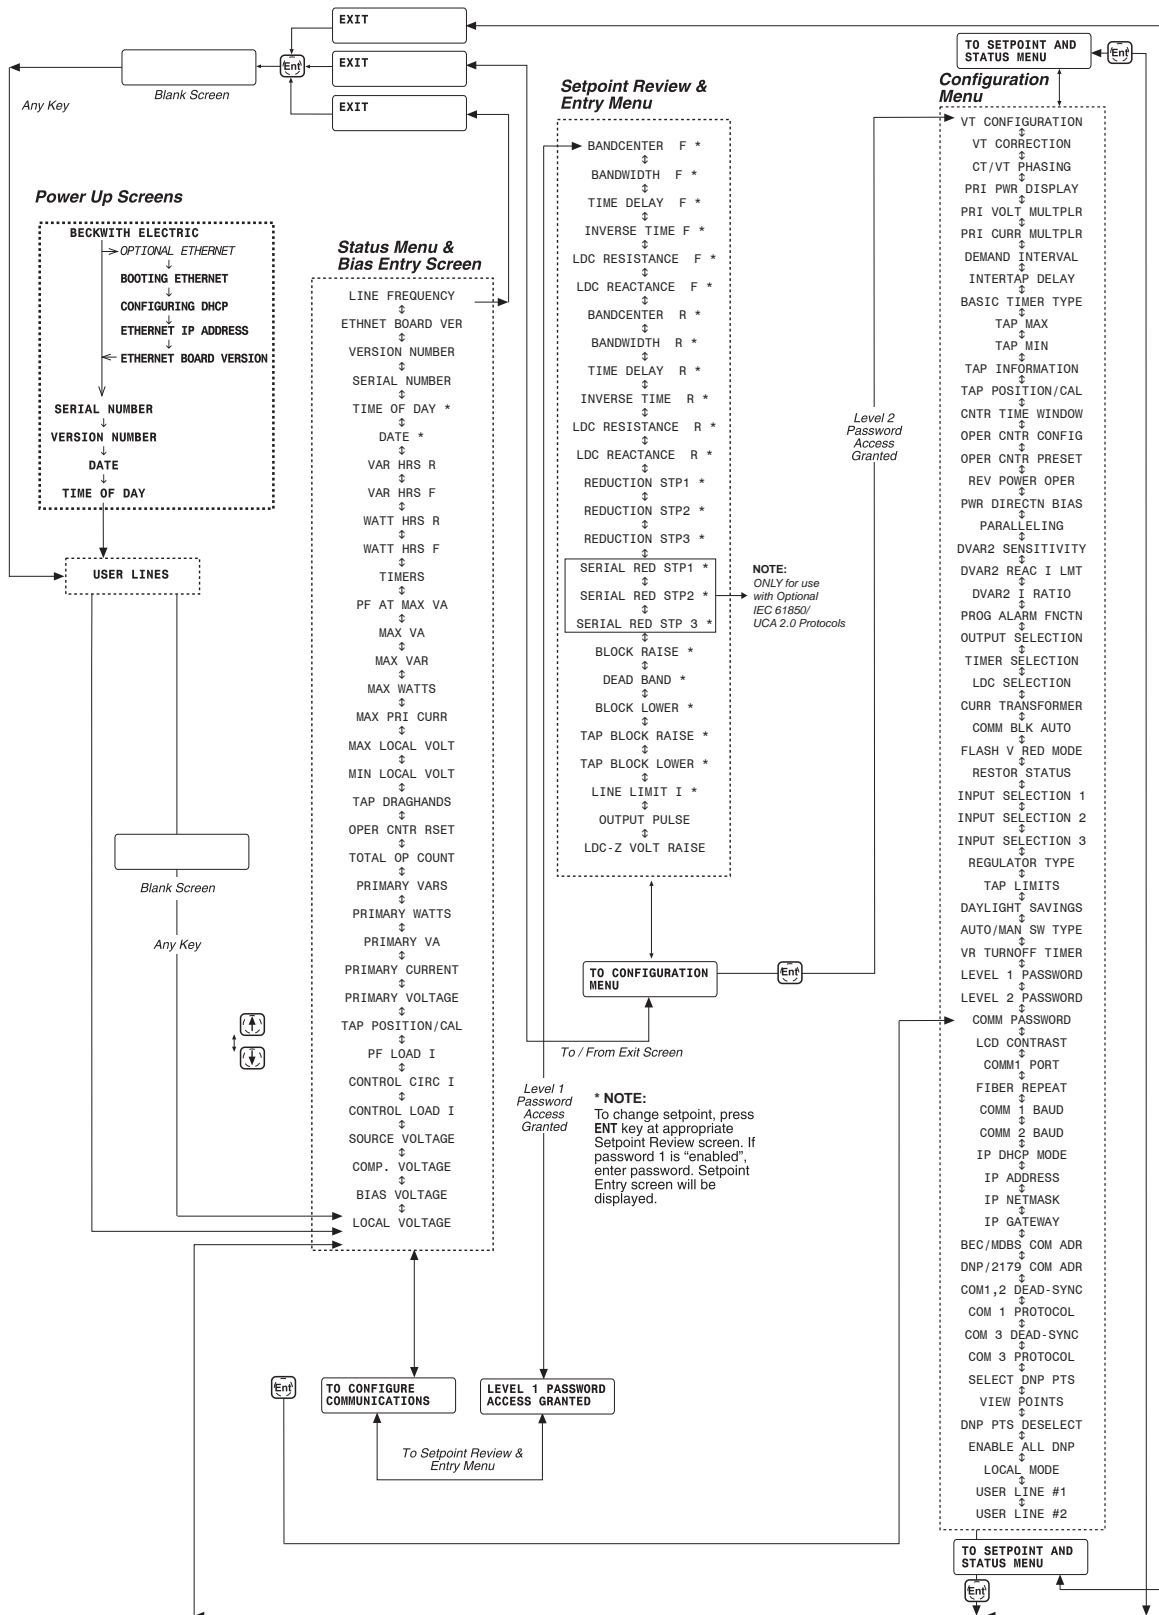 EXIT
EXIT
EXIT
Ent
Blank Screen
Any Key
Power Up Screens
BECKWITH ELECTRIC
OPTIONAL ETHERNET
BOOTING ETHERNET
CONFIGURING DHCP
ETHERNET IP ADDRESS
ETHERNET BOARD VERSION
SERIAL NUMBER
VERSION NUMBER
DATE
TIME OF DAY
USER LINES
Blank Screen
Any Key
Status Menu &
Bias Entry Screen
LINE FREQUENCY
ETHNET BOARD VER
VERSION NUMBER
SERIAL NUMBER
TIME OF DAY *
DATE *
VAR HRS R
VAR HRS F
WATT HRS R
WATT HRS F
TIMERS
PF AT MAX VA
MAX VA
MAX VAR
MAX WATTS
MAX PRI CURR
MAX LOCAL VOLT
MIN LOCAL VOLT
TAP DRAGHANDS
OPER CNTR RSET
TOTAL OP COUNT
PRIMARY VARS
PRIMARY WATTS
PRIMARY VA
PRIMARY CURRENT
PRIMARY VOLTAGE
TAP POSITION/CAL
PF LOAD I
CONTROL CIRC I
CONTROL LOAD I
SOURCE VOLTAGE
COMP. VOLTAGE
BIAS VOLTAGE
LOCAL VOLTAGE
Ent
TO CONFIGURE
COMMUNICATIONS
LEVEL 1 PASSWORD
ACCESS GRANTED
To Setpoint Review &
Entry Menu
Setpoint Review &
Entry Menu
BANDCENTER F *
BANDWIDTH F *
TIME DELAY F *
INVERSE TIME F *
LDC RESISTANCE F *
LDC REACTANCE F *
BANDCENTER R *
BANDWIDTH R *
TIME DELAY R *
INVERSE TIME R *
LDC RESISTANCE R *
LDC REACTANCE R *
REDUCTION STP1 *
REDUCTION STP2 *
REDUCTION STP3 *
SERIAL RED STP1 *
SERIAL RED STP2 *
SERIAL RED STP 3 *
BLOCK RAISE *
DEAD BAND *
BLOCK LOWER *
TAP BLOCK RAISE *
TAP BLOCK LOWER *
LINE LIMIT I *
OUTPUT PULSE
LDC-Z VOLT RAISE
NOTE:
ONLY for use
with Optional
IEC 61850/
UCA 2.0 Protocols
TO CONFIGURATION
MENU
Ent
To / From Exit Screen
Level 1
Password
Access
Granted
* NOTE:
To change setpoint, press
ENT key at appropriate
Setpoint Review screen. If
password 1 is “enabled”,
enter password. Setpoint
Entry screen will be
displayed.
Level 2
Password
Access
Granted
TO SETPOINT AND
STATUS MENU
Ent
Configuration
Menu
VT CONFIGURATION
VT CORRECTION
CT/VT PHASING
PRI PWR DISPLAY
PRI VOLT MULTPLR
PRI CURR MULTPLR
DEMAND INTERVAL
INTERTAP DELAY
BASIC TIMER TYPE
TAP MAX
TAP MIN
TAP INFORMATION
TAP POSITION/CAL
CNTR TIME WINDOW
OPER CNTR CONFIG
OPER CNTR PRESET
REV POWER OPER
PWR DIRECTN BIAS
PARALLELING
DVAR2 SENSITIVITY
DVAR2 REAC I LMT
DVAR2 I RATIO
PROG ALARM FNCTN
OUTPUT SELECTION
TIMER SELECTION
LDC SELECTION
CURR TRANSFORMER
COMM BLK AUTO
FLASH V RED MODE
RESTOR STATUS
INPUT SELECTION 1
INPUT SELECTION 2
INPUT SELECTION 3
REGULATOR TYPE
TAP LIMITS
DAYLIGHT SAVINGS
AUTO/MAN SW TYPE
VR TURNOFF TIMER
LEVEL 1 PASSWORD
LEVEL 2 PASSWORD
COMM PASSWORD
LCD CONTRAST
COMM1 PORT
FIBER REPEAT
COMM 1 BAUD
COMM 2 BAUD
IP DHCP MODE
IP ADDRESS
IP NETMASK
IP GATEWAY
BEC/MDBS COM ADR
DNP/2179 COM ADR
COM1,2 DEAD-SYNC
COM 1 PROTOCOL
COM 3 DEAD-SYNC
COM 3 PROTOCOL
SELECT DNP PTS
VIEW POINTS
DNP PTS DESELECT
ENABLE ALL DNP
LOCAL MODE
USER LINE #1
USER LINE #2
TO SETPOINT AND
STATUS MENU
Ent